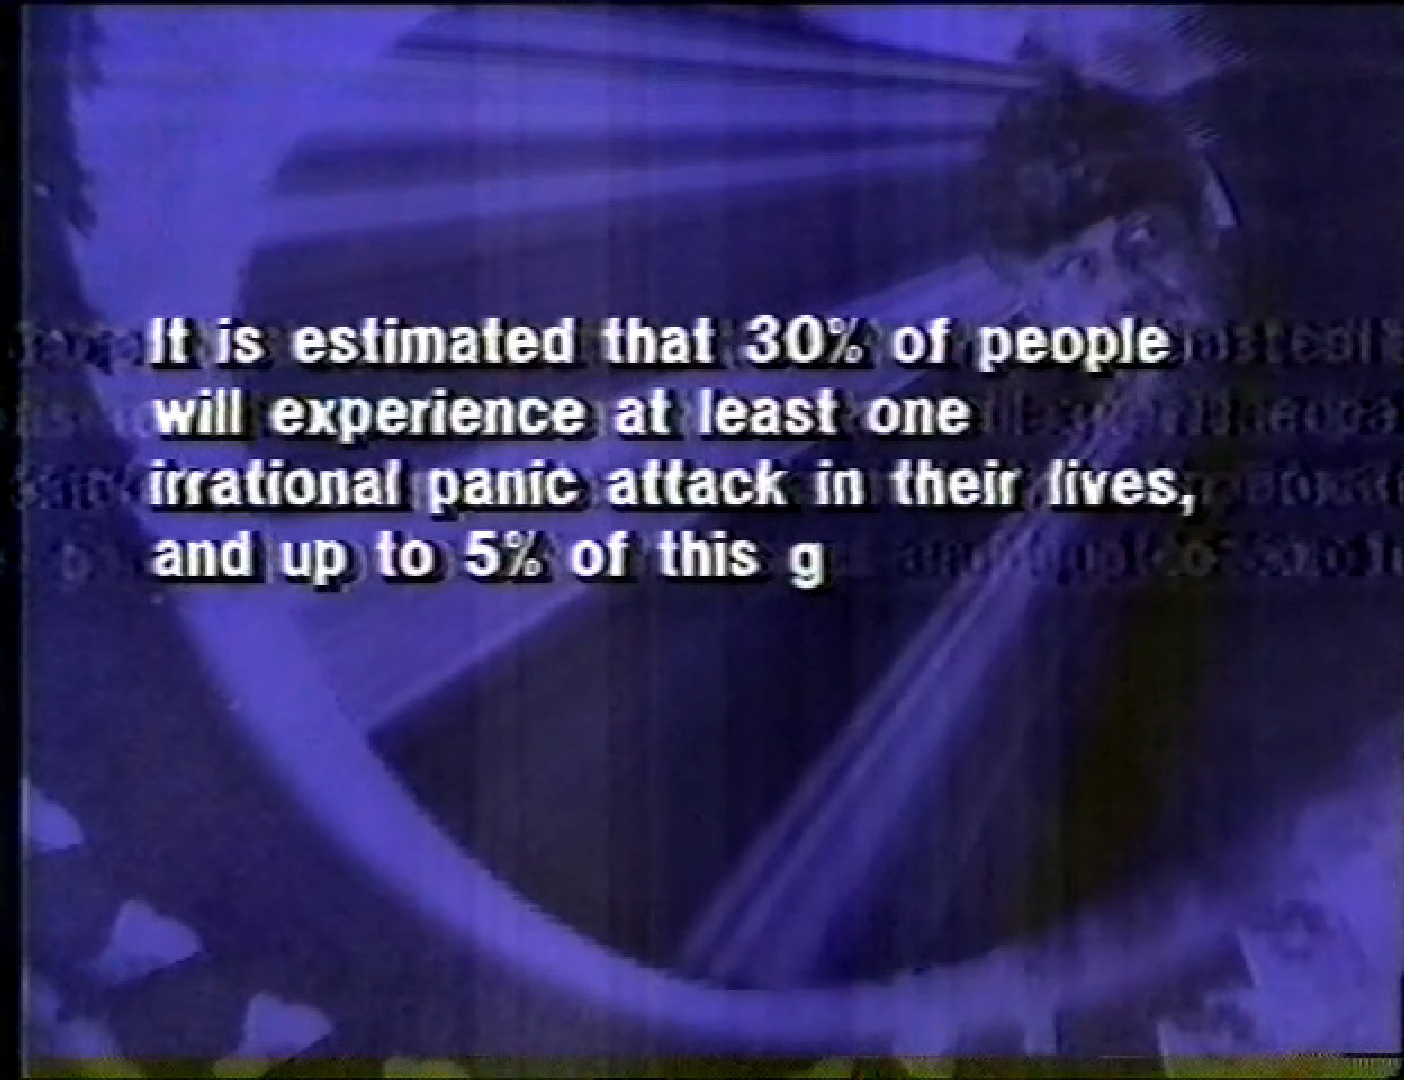 It is estimated that 30% of people
will experience at least one
irrational panic attack in their lives,
and up to 5% of this g